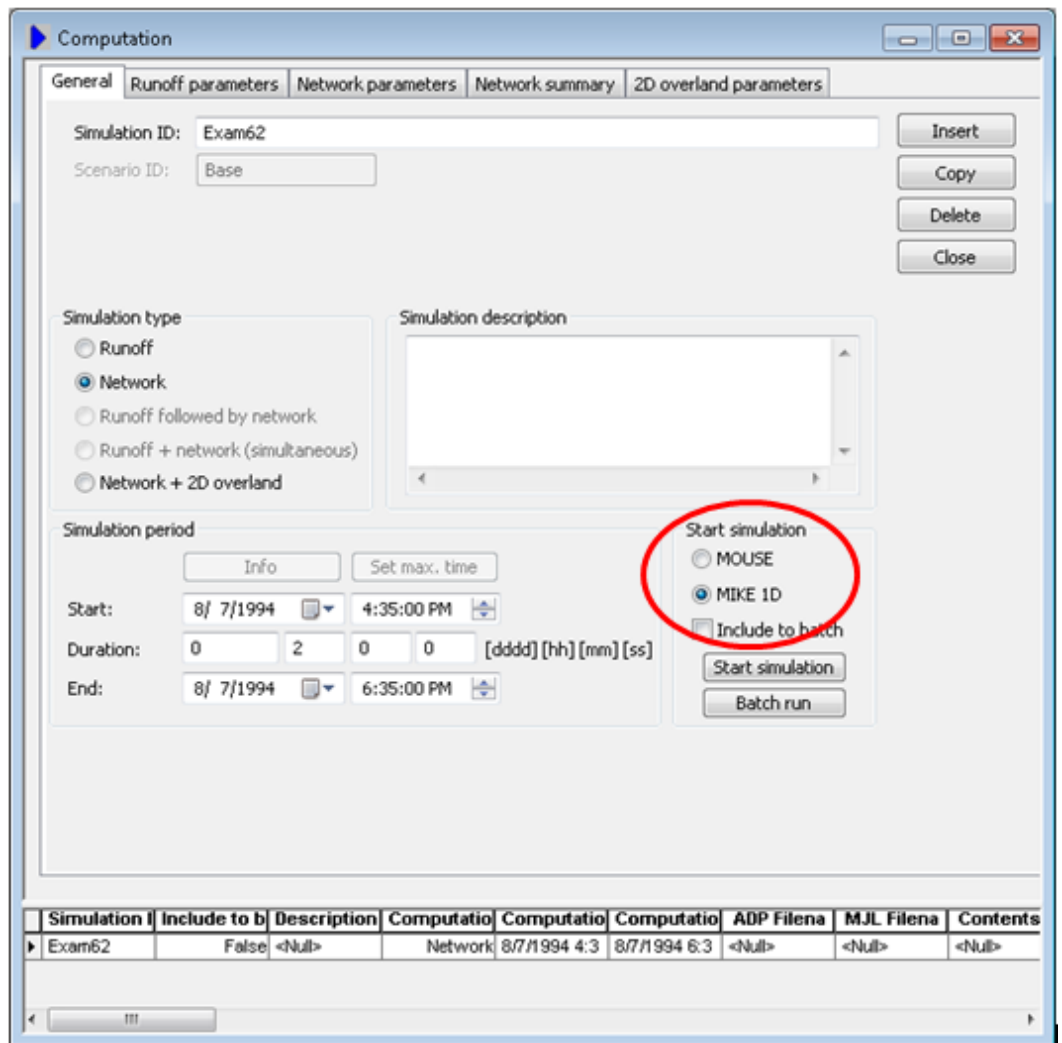 Computation
General Runoff parameters Network parameters Network summary 2D overland parameters
Simulation ID: Exam62 Insert
Scenario ID: Base Copy
Delete
Close
Simulation type Simulation description
Runoff
Network
Runoff followed by network
Runoff + network (simultaneous)
Network + 2D overland
Simulation period Start simulation
Info Set max. time MOUSE
Start: 8/ 7/1994 4:35:00 PM MIKE 1D
Include to batch
Duration: 0 2 0 0 [dddd] [hh] [mm] [ss]
Start simulation
End: 8/ 7/1994 6:35:00 PM
Batch run
Simulation I Include to b Description Computatio Computatio Computatio ADP Filena MJL Filena Contents
Exam62 False <Null> Network 8/7/1994 4:3 8/7/1994 6:3 <Null> <Null> <Null>